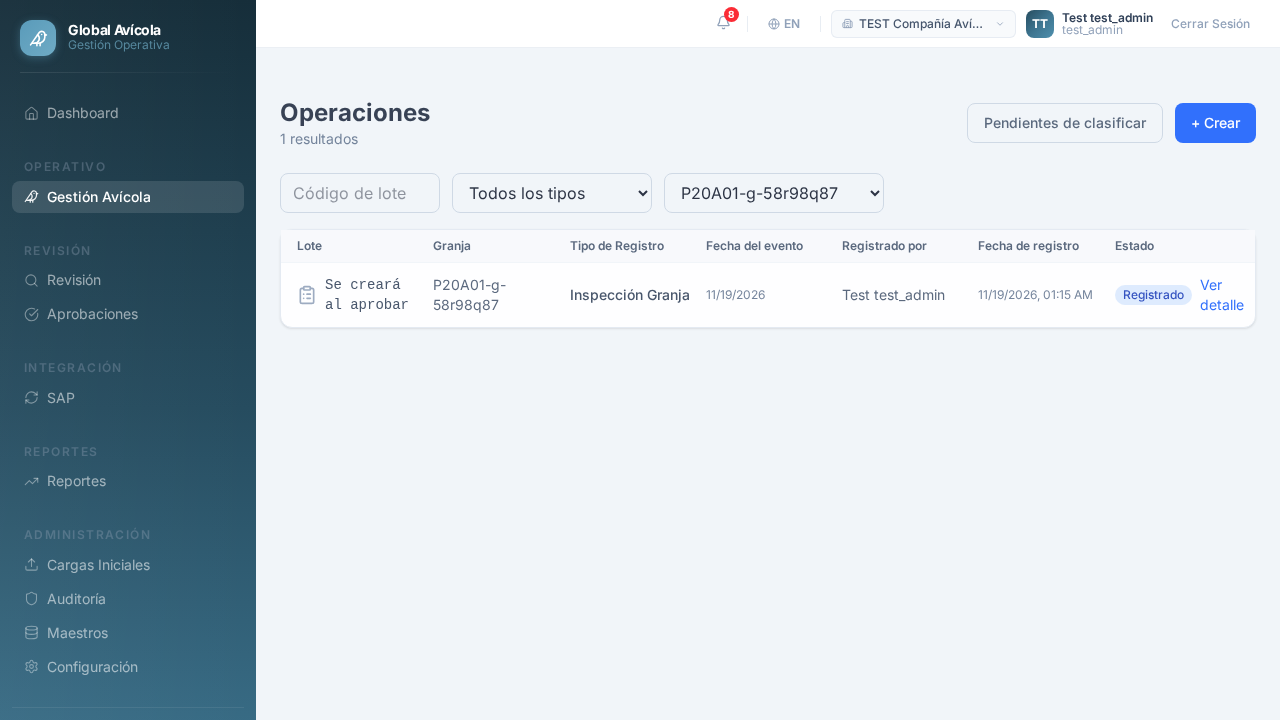 Global Avícola
Gestión Operativa
Dashboard
OPERATIVO
Gestión Avícola
REVISIÓN
Revisión
Aprobaciones
INTEGRACIÓN
SAP
REPORTES
Reportes
ADMINISTRACIÓN
Cargas Iniciales
Auditoría
Maestros
Configuración
8
EN
TEST Compañía Aví...
TT
Test test_admin
test_admin
Cerrar Sesión
Operaciones
1 resultados
Pendientes de clasificar
+ Crear
Código de lote
Todos los tipos
P20A01-g-58r98q87
Lote Granja Tipo de Registro Fecha del evento Registrado por Fecha de registro Estado
Se creará
al aprobar
P20A01-g-
58r98q87
Inspección Granja
11/19/2026
Test test_admin
11/19/2026, 01:15 AM
Registrado
Ver
detalle